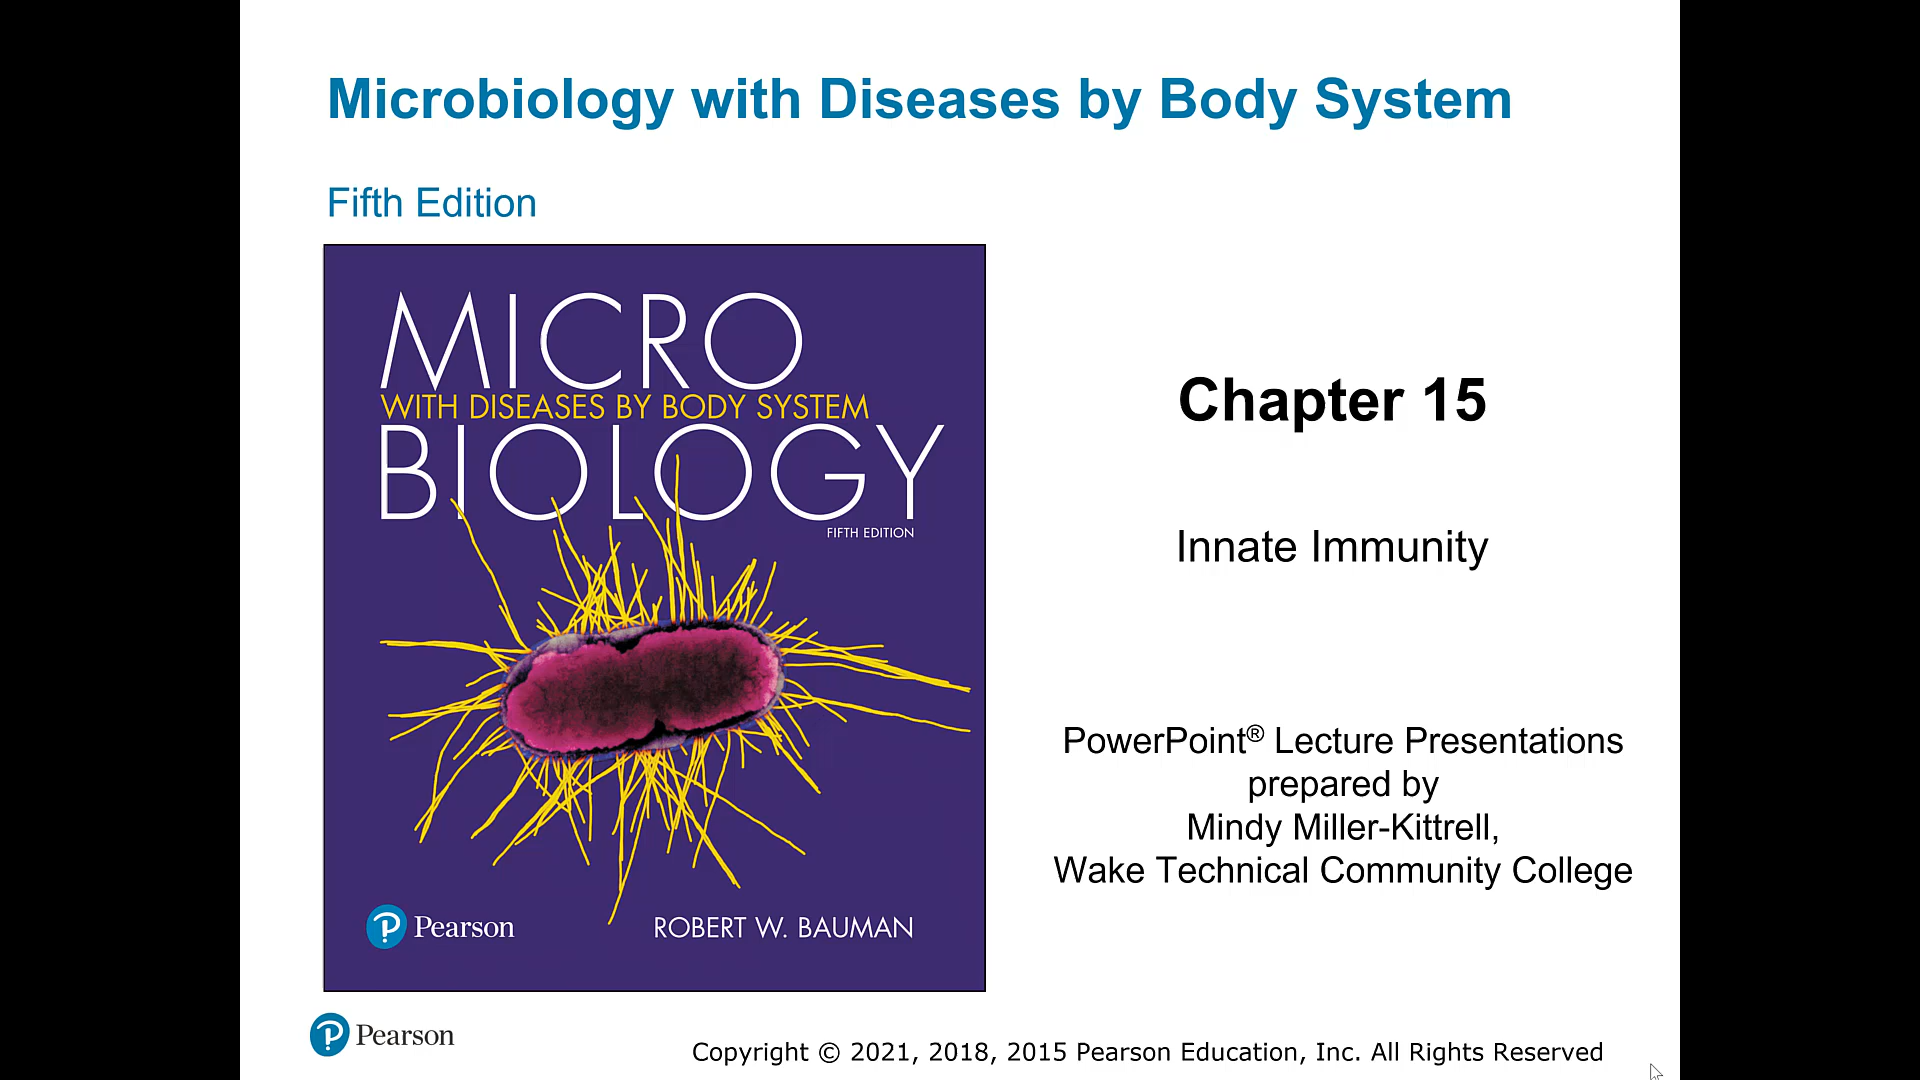 Microbiology with Diseases by Body System
Fifth Edition
MICRO
WITH DISEASES BY BODY SYSTEM
BIOLOGY
FIFTH EDITION
Pearson
ROBERT W. BAUMAN
Chapter 15
Innate Immunity
PowerPoint® Lecture Presentations
prepared by
Mindy Miller-Kittrell,
Wake Technical Community College
Pearson
Copyright © 2021, 2018, 2015 Pearson Education, Inc. All Rights Reserved